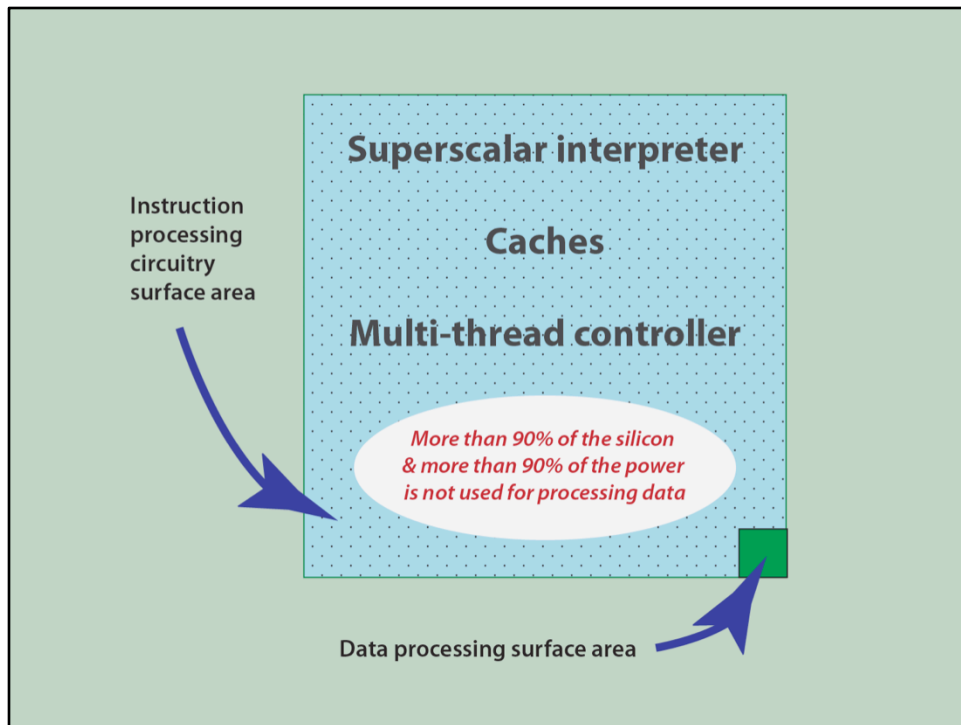 Superscalar interpreter
Caches
Multi-thread controller
Instruction
processing
circuitry
surface area
More than 90% of the silicon
& more than 90% of the power
is not used for processing data
Data processing surface area